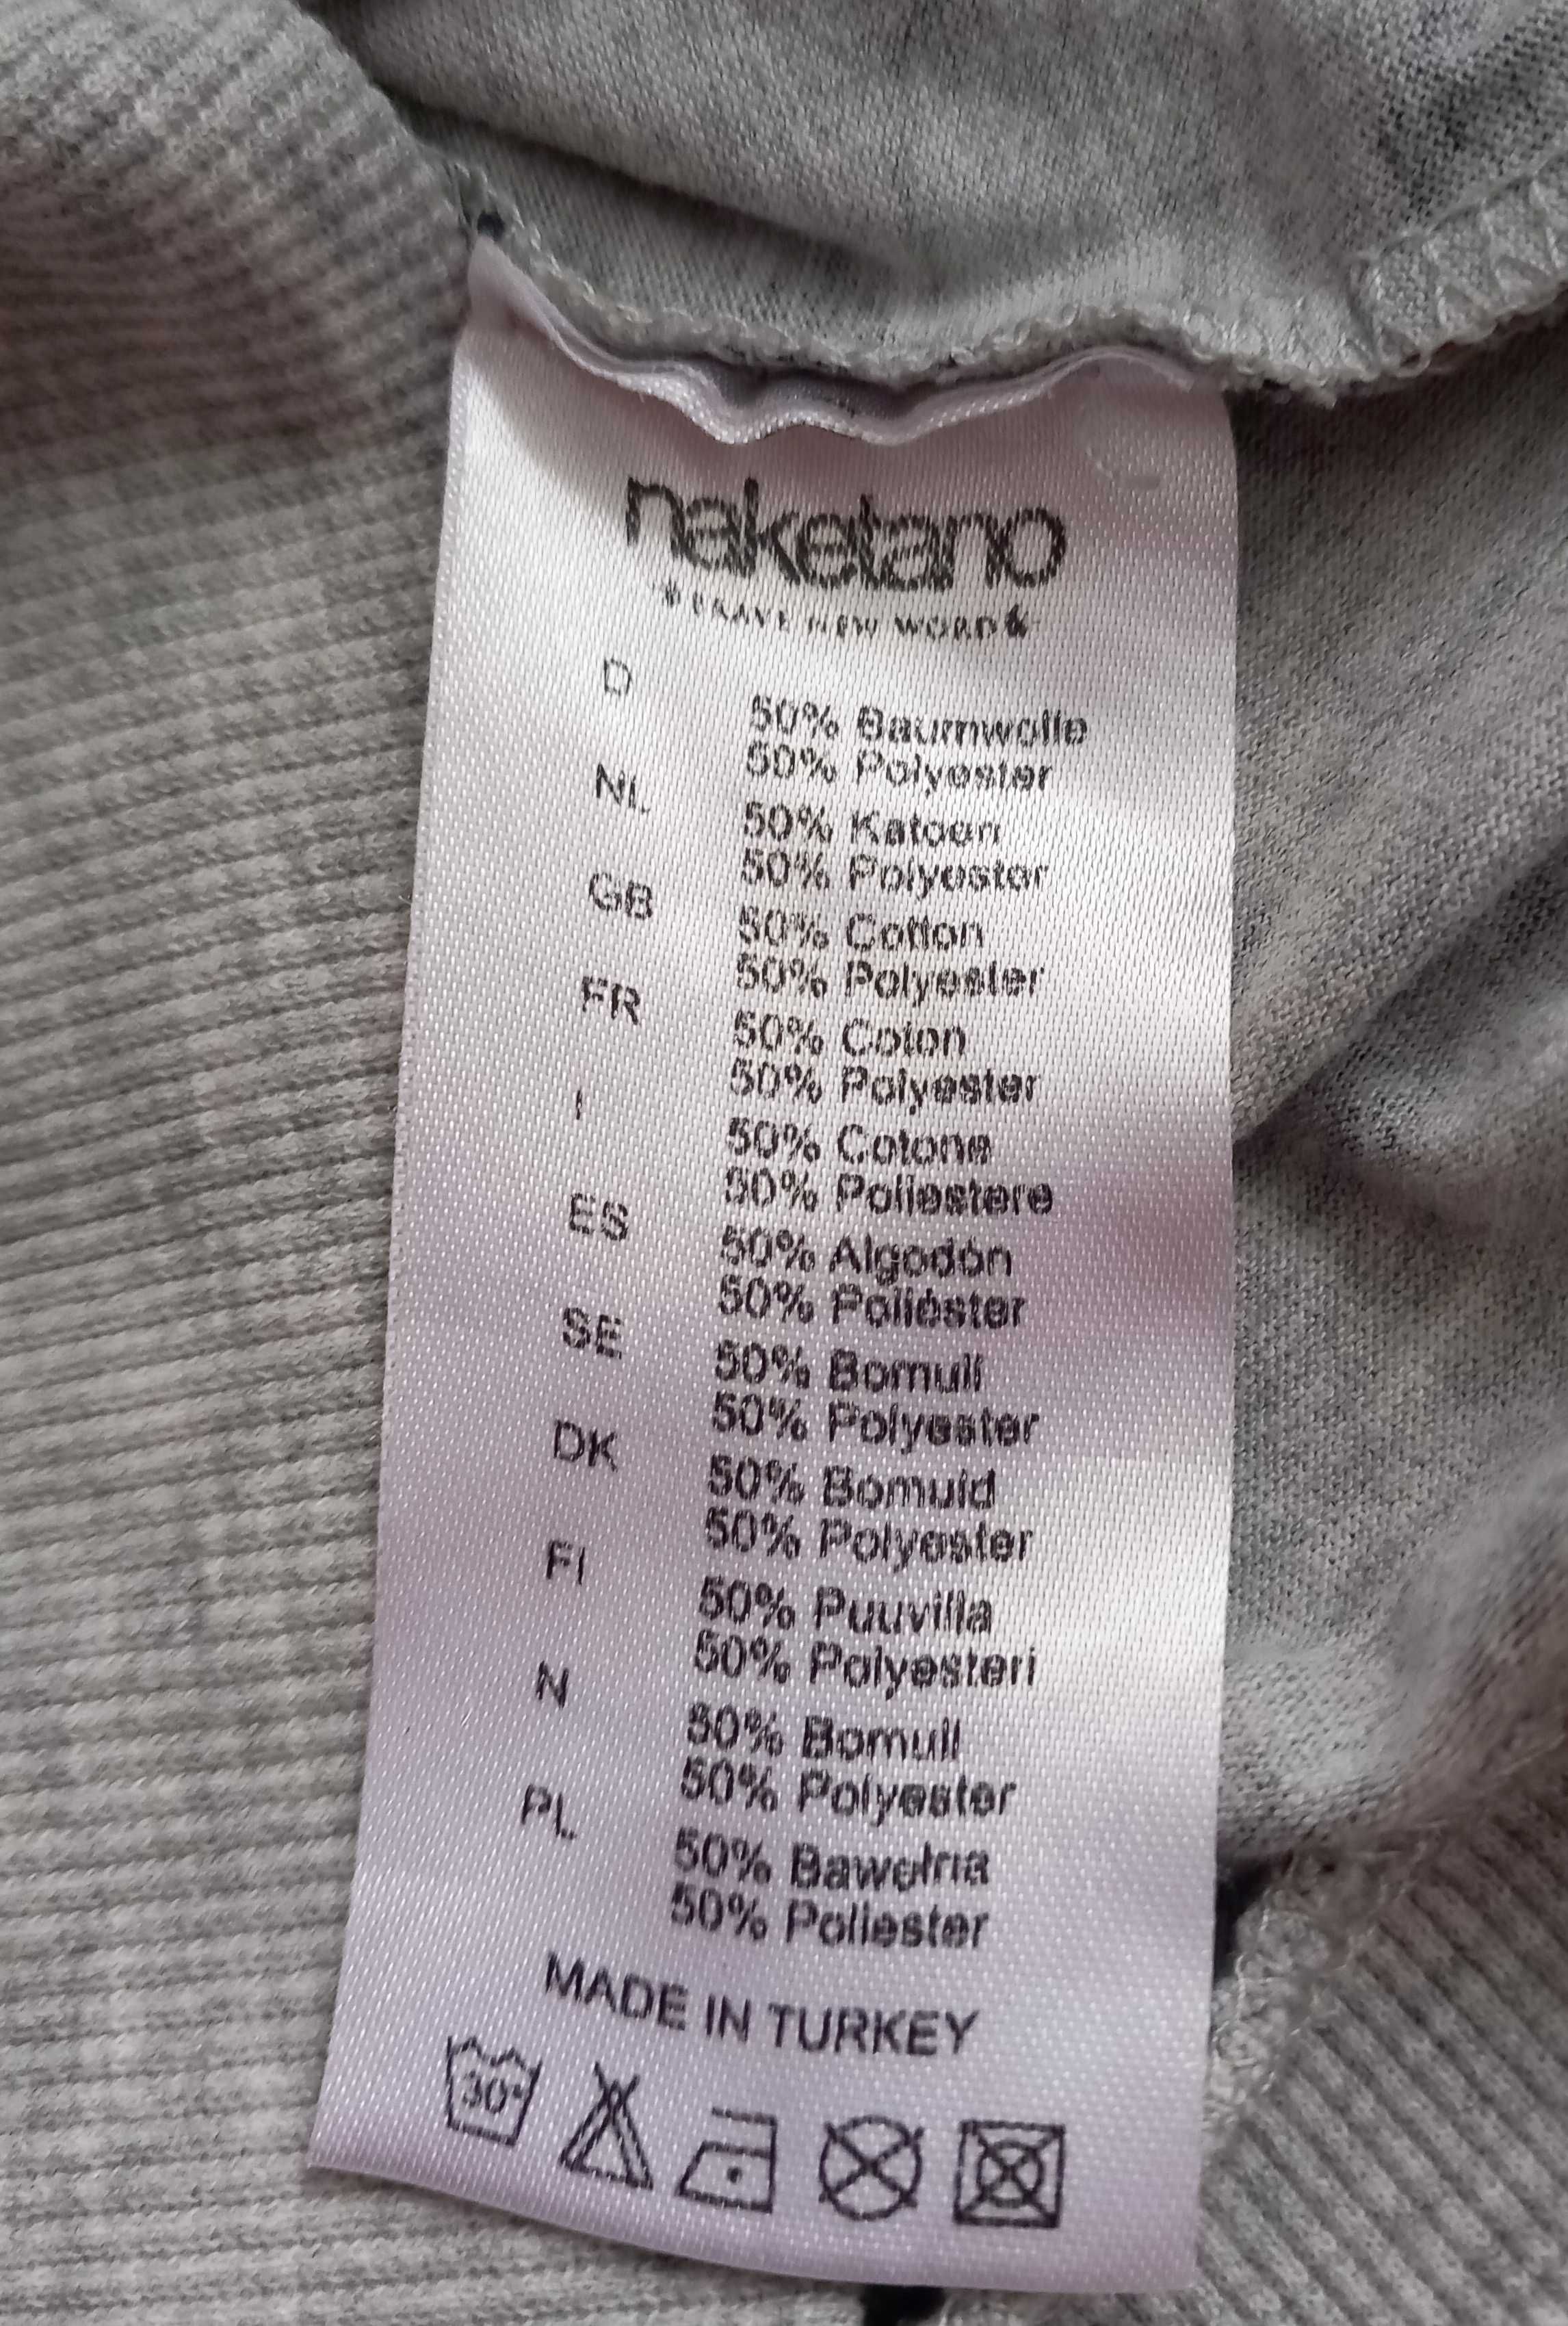 naketano
BRAVE NEW WORD
D
50% Baumwolle
50% Polyester
NL
50% Katoen
50% Polyester
GB
50% Cotton
50% Polyester
FR
50% Coton
50% Polyester
I
50% Cotone
50% Poliestere
ES
50% Algodón
50% Poliéster
SE
50% Bomull
50% Polyester
DK
50% Bomuld
50% Polyester
FI
50% Puuvilla
50% Polyesteri
N
50% Bomull
50% Polyester
PL
50% Bawełna
50% Poliester
MADE IN TURKEY
30°